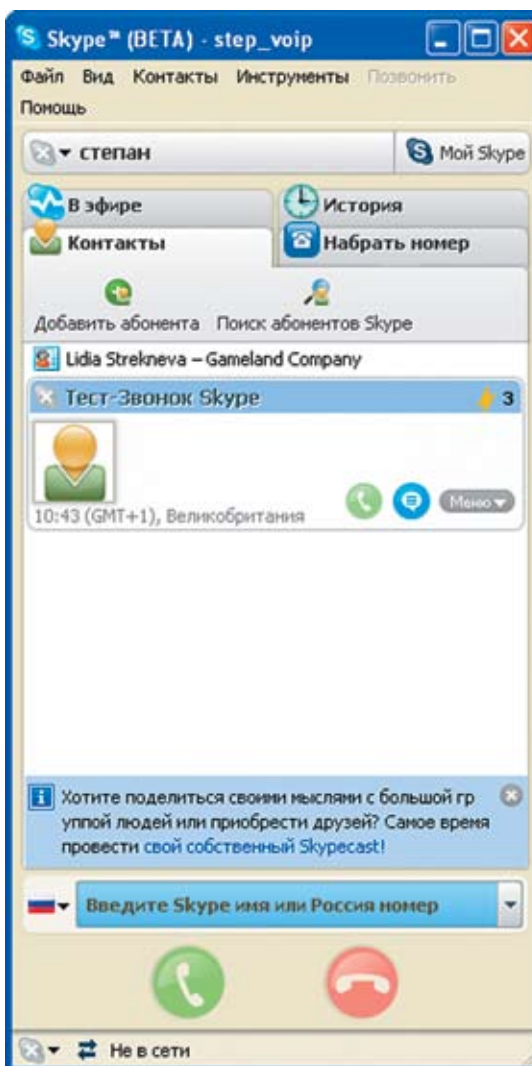 Skype™ (BETA) - step_voip
Файл Вид Контакты Инструменты Позвонить
Помощь
степан Мой Skype
В эфире История
Контакты Набрать номер
Добавить абонента Поиск абонентов Skype
Lidia Strekneva – Gameland Company
Тест-Звонок Skype 3
10:43 (GMT+1), Великобритания Меню
Хотите поделиться своими мыслями с большой гр
уппой людей или приобрести друзей? Самое время
провести свой собственный Skypecast!
Введите Skype имя или Россия номер
Не в сети